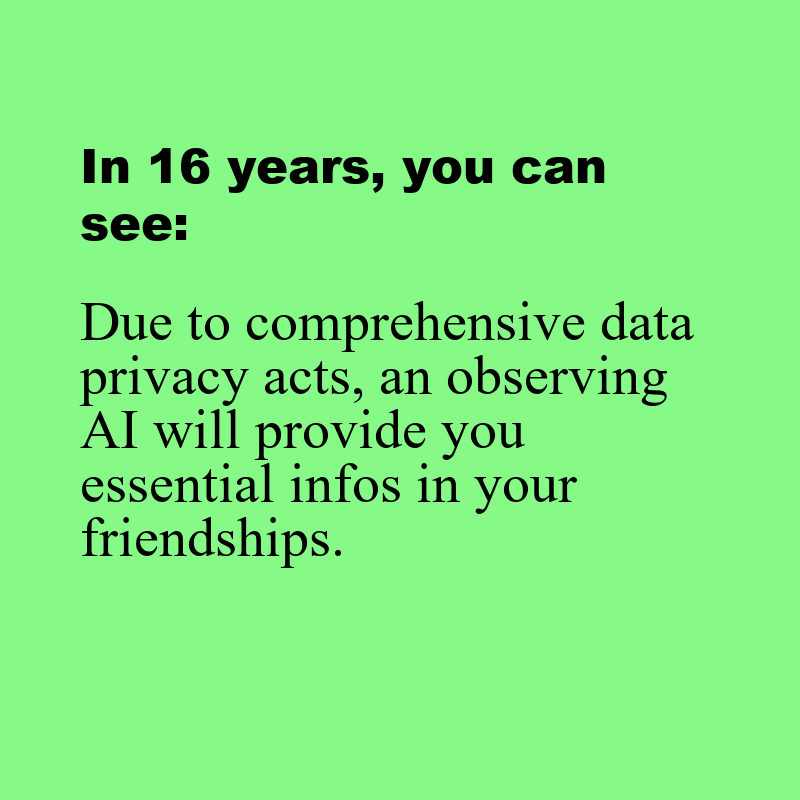 In 16 years, you can
see:
Due to comprehensive data
privacy acts, an observing
AI will provide you
essential infos in your
friendships.